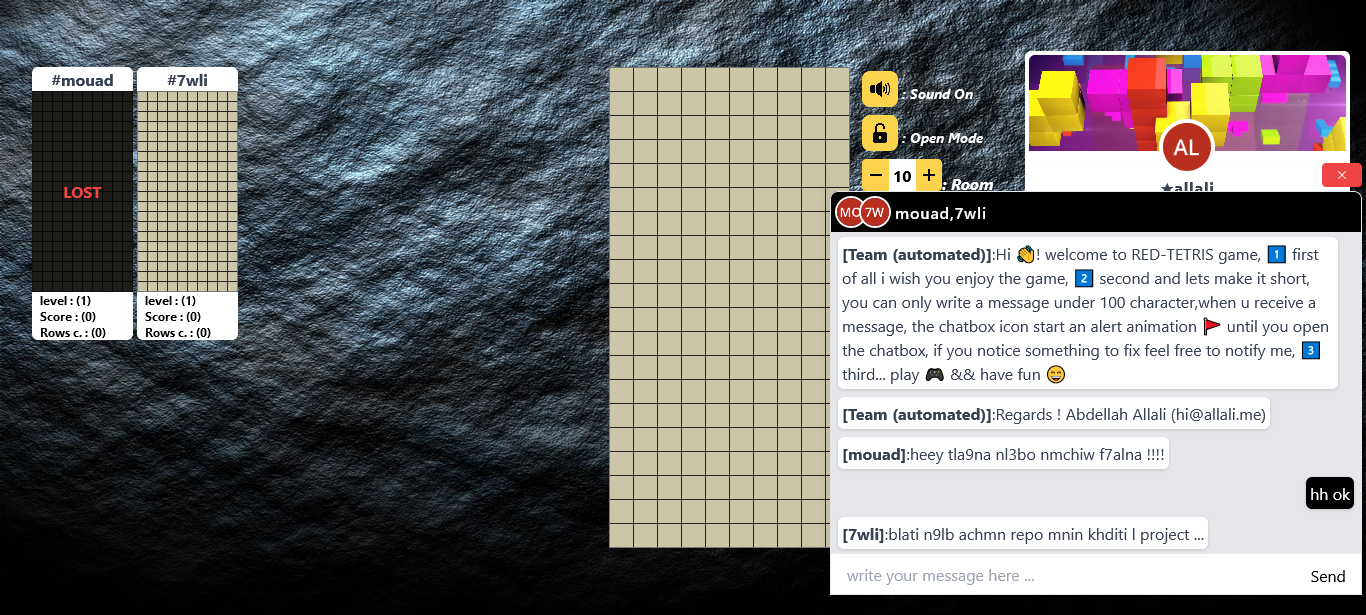 #mouad
#7wli
LOST
level : (1)
Score : (0)
Rows c. : (0)
level : (1)
Score : (0)
Rows c. : (0)
: Sound On
: Open Mode
− 10 +
: Room
AL
★allali
×
MO 7W mouad,7wli
[Team (automated)]:Hi 👋! welcome to RED-TETRIS game, 1️⃣ first
of all i wish you enjoy the game, 2️⃣ second and lets make it short,
you can only write a message under 100 character,when u receive a
message, the chatbox icon start an alert animation 🚩 until you open
the chatbox, if you notice something to fix feel free to notify me, 3️⃣
third... play 🎮 && have fun 😄
[Team (automated)]:Regards ! Abdellah Allali (hi@allali.me)
[mouad]:heey tla9na nl3bo nmchiw f7alna !!!!
hh ok
[7wli]:blati n9lb achmn repo mnin khditi l project ...
write your message here ...
Send